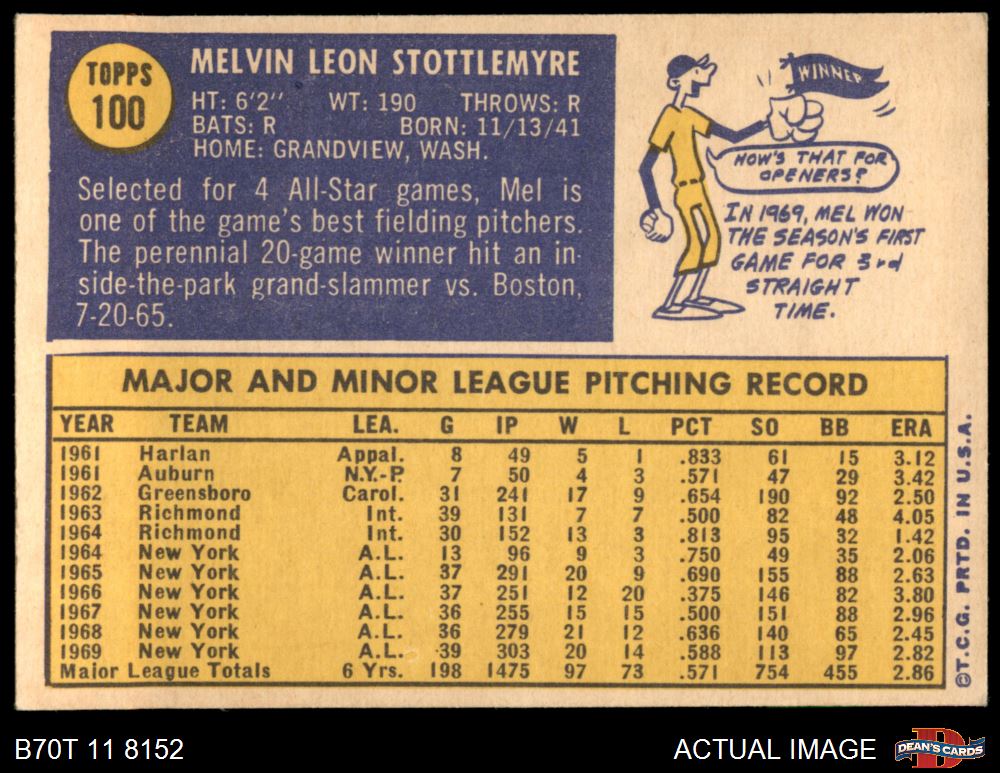 TOPPS
100
MELVIN LEON STOTTLEMYRE
HT: 6'2" WT: 190 THROWS: R
BATS: R BORN: 11/13/41
HOME: GRANDVIEW, WASH.
Selected for 4 All-Star games, Mel is
one of the game's best fielding pitchers.
The perennial 20-game winner hit an in-
side-the-park grand-slammer vs. Boston,
7-20-65.
WINNER
HOW'S THAT FOR
OPENERS?
IN 1969, MEL WON
THE SEASON'S FIRST
GAME FOR 3rd
STRAIGHT
TIME.
MAJOR AND MINOR LEAGUE PITCHING RECORD
YEAR TEAM LEA. G IP W L PCT SO BB ERA
1961 Harlan Appal. 8 49 5 1 .833 61 15 3.12
1961 Auburn N.Y.-P. 7 50 4 3 .571 47 29 3.42
1962 Greensboro Carol. 31 241 17 9 .654 190 92 2.50
1963 Richmond Int. 39 131 7 7 .500 82 48 4.05
1964 Richmond Int. 30 152 13 3 .813 95 32 1.42
1964 New York A.L. 13 96 9 3 .750 49 35 2.06
1965 New York A.L. 37 291 20 9 .690 155 88 2.63
1966 New York A.L. 37 251 12 20 .375 146 82 3.80
1967 New York A.L. 36 255 15 15 .500 151 88 2.96
1968 New York A.L. 36 279 21 12 .636 140 65 2.45
1969 New York A.L. 39 303 20 14 .588 113 97 2.82
Major League Totals 6 Yrs. 198 1475 97 73 .571 754 455 2.86
©T.C.G. PRTD. IN U.S.A.
B70T 11 8152
ACTUAL IMAGE
DEAN'S CARDS